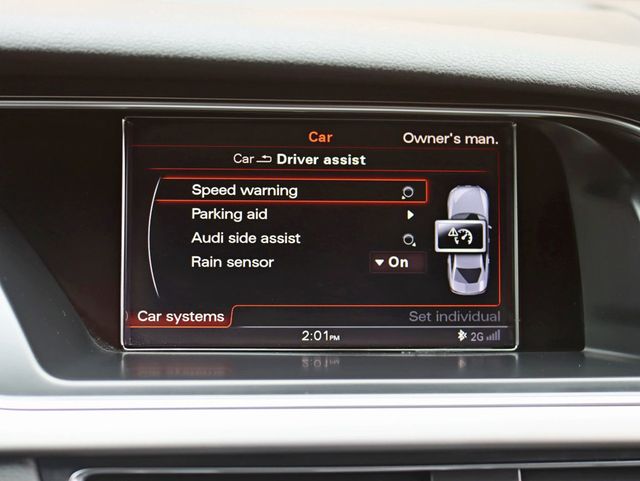 Car
Owner's man.
Car Driver assist
Speed warning
Parking aid
Audi side assist
Rain sensor On
Car systems
Set individual
2:01PM
2G